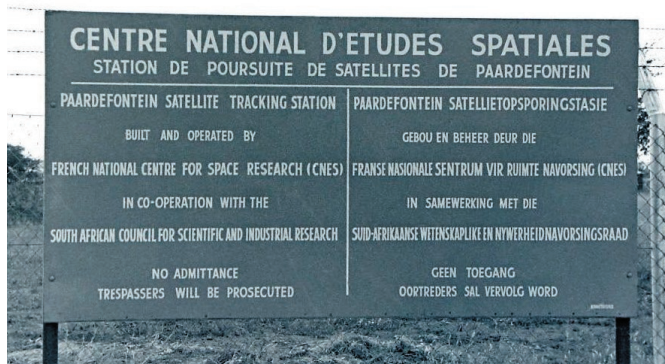 CENTRE NATIONAL D'ETUDES SPATIALES
STATION DE POURSUITE DE SATELLITES DE PAARDEFONTEIN
PAARDEFONTEIN SATELLITE TRACKING STATION
BUILT AND OPERATED BY
FRENCH NATIONAL CENTRE FOR SPACE RESEARCH (CNES)
IN CO-OPERATION WITH THE
SOUTH AFRICAN COUNCIL FOR SCIENTIFIC AND INDUSTRIAL RESEARCH
NO ADMITTANCE
TRESPASSERS WILL BE PROSECUTED
PAARDEFONTEIN SATELLIETOPSPORINGSTASIE
GEBOU EN BEHEER DEUR DIE
FRANSE NASIONALE SENTRUM VIR RUIMTE NAVORSING (CNES)
IN SAMEWERKING MET DIE
SUID-AFRIKAANSE WETENSKAPLIKE EN NYWERHEIDNAVORSINGSRAAD
GEEN TOEGANG
OORTREDERS SAL VERVOLG WORD